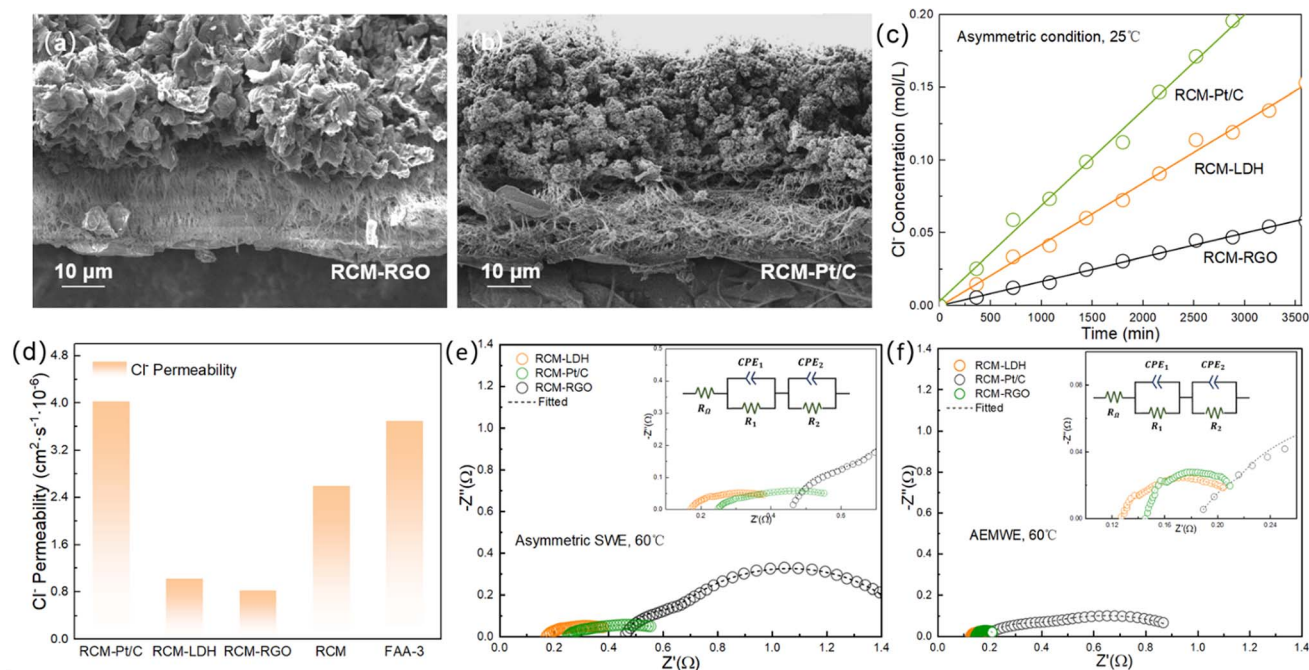 (a)
RCM-RGO
10 μm
(b)
RCM-Pt/C
10 μm
(c)
Asymmetric condition, 25℃
RCM-Pt/C
RCM-LDH
RCM-RGO
Cl⁻ Concentration (mol/L)
0.20
0.15
0.10
0.05
0.00
0 500 1000 1500 2000 2500 3000 3500
Time (min)
(d)
Cl⁻ Permeability
Cl⁻ Permeability (cm²·s⁻¹·10⁻⁶)
4.8
4.0
3.2
2.4
1.6
0.8
0.0
RCM-Pt/C RCM-LDH RCM-RGO RCM FAA-3
(e)
RCM-LDH
RCM-Pt/C
RCM-RGO
Fitted
-Z''(Ω)
-1.4
-1.2
-1.0
0.8
0.6
0.4
0.2
0.0
0.0 0.2 0.4 0.6 0.8 1.0 1.2 1.4
Z'(Ω)
Asymmetric SWE, 60℃
-Z''(Ω)
0.5
0.4
0.3
0.2
0.1
0.0
0.2 0.4 0.6
Z'(Ω)
CPE₁ CPE₂
R_Ω
R₁ R₂
(f)
RCM-LDH
RCM-Pt/C
RCM-RGO
Fitted
-Z''(Ω)
-1.4
-1.2
-1.0
0.8
0.6
0.4
0.2
0.0
0.0 0.2 0.4 0.6 0.8 1.0 1.2 1.4
Z'(Ω)
AEMWE, 60℃
-Z''(Ω)
0.08
0.04
0.00
0.12 0.16 0.20 0.24
Z'(Ω)
CPE₁ CPE₂
R_Ω
R₁ R₂